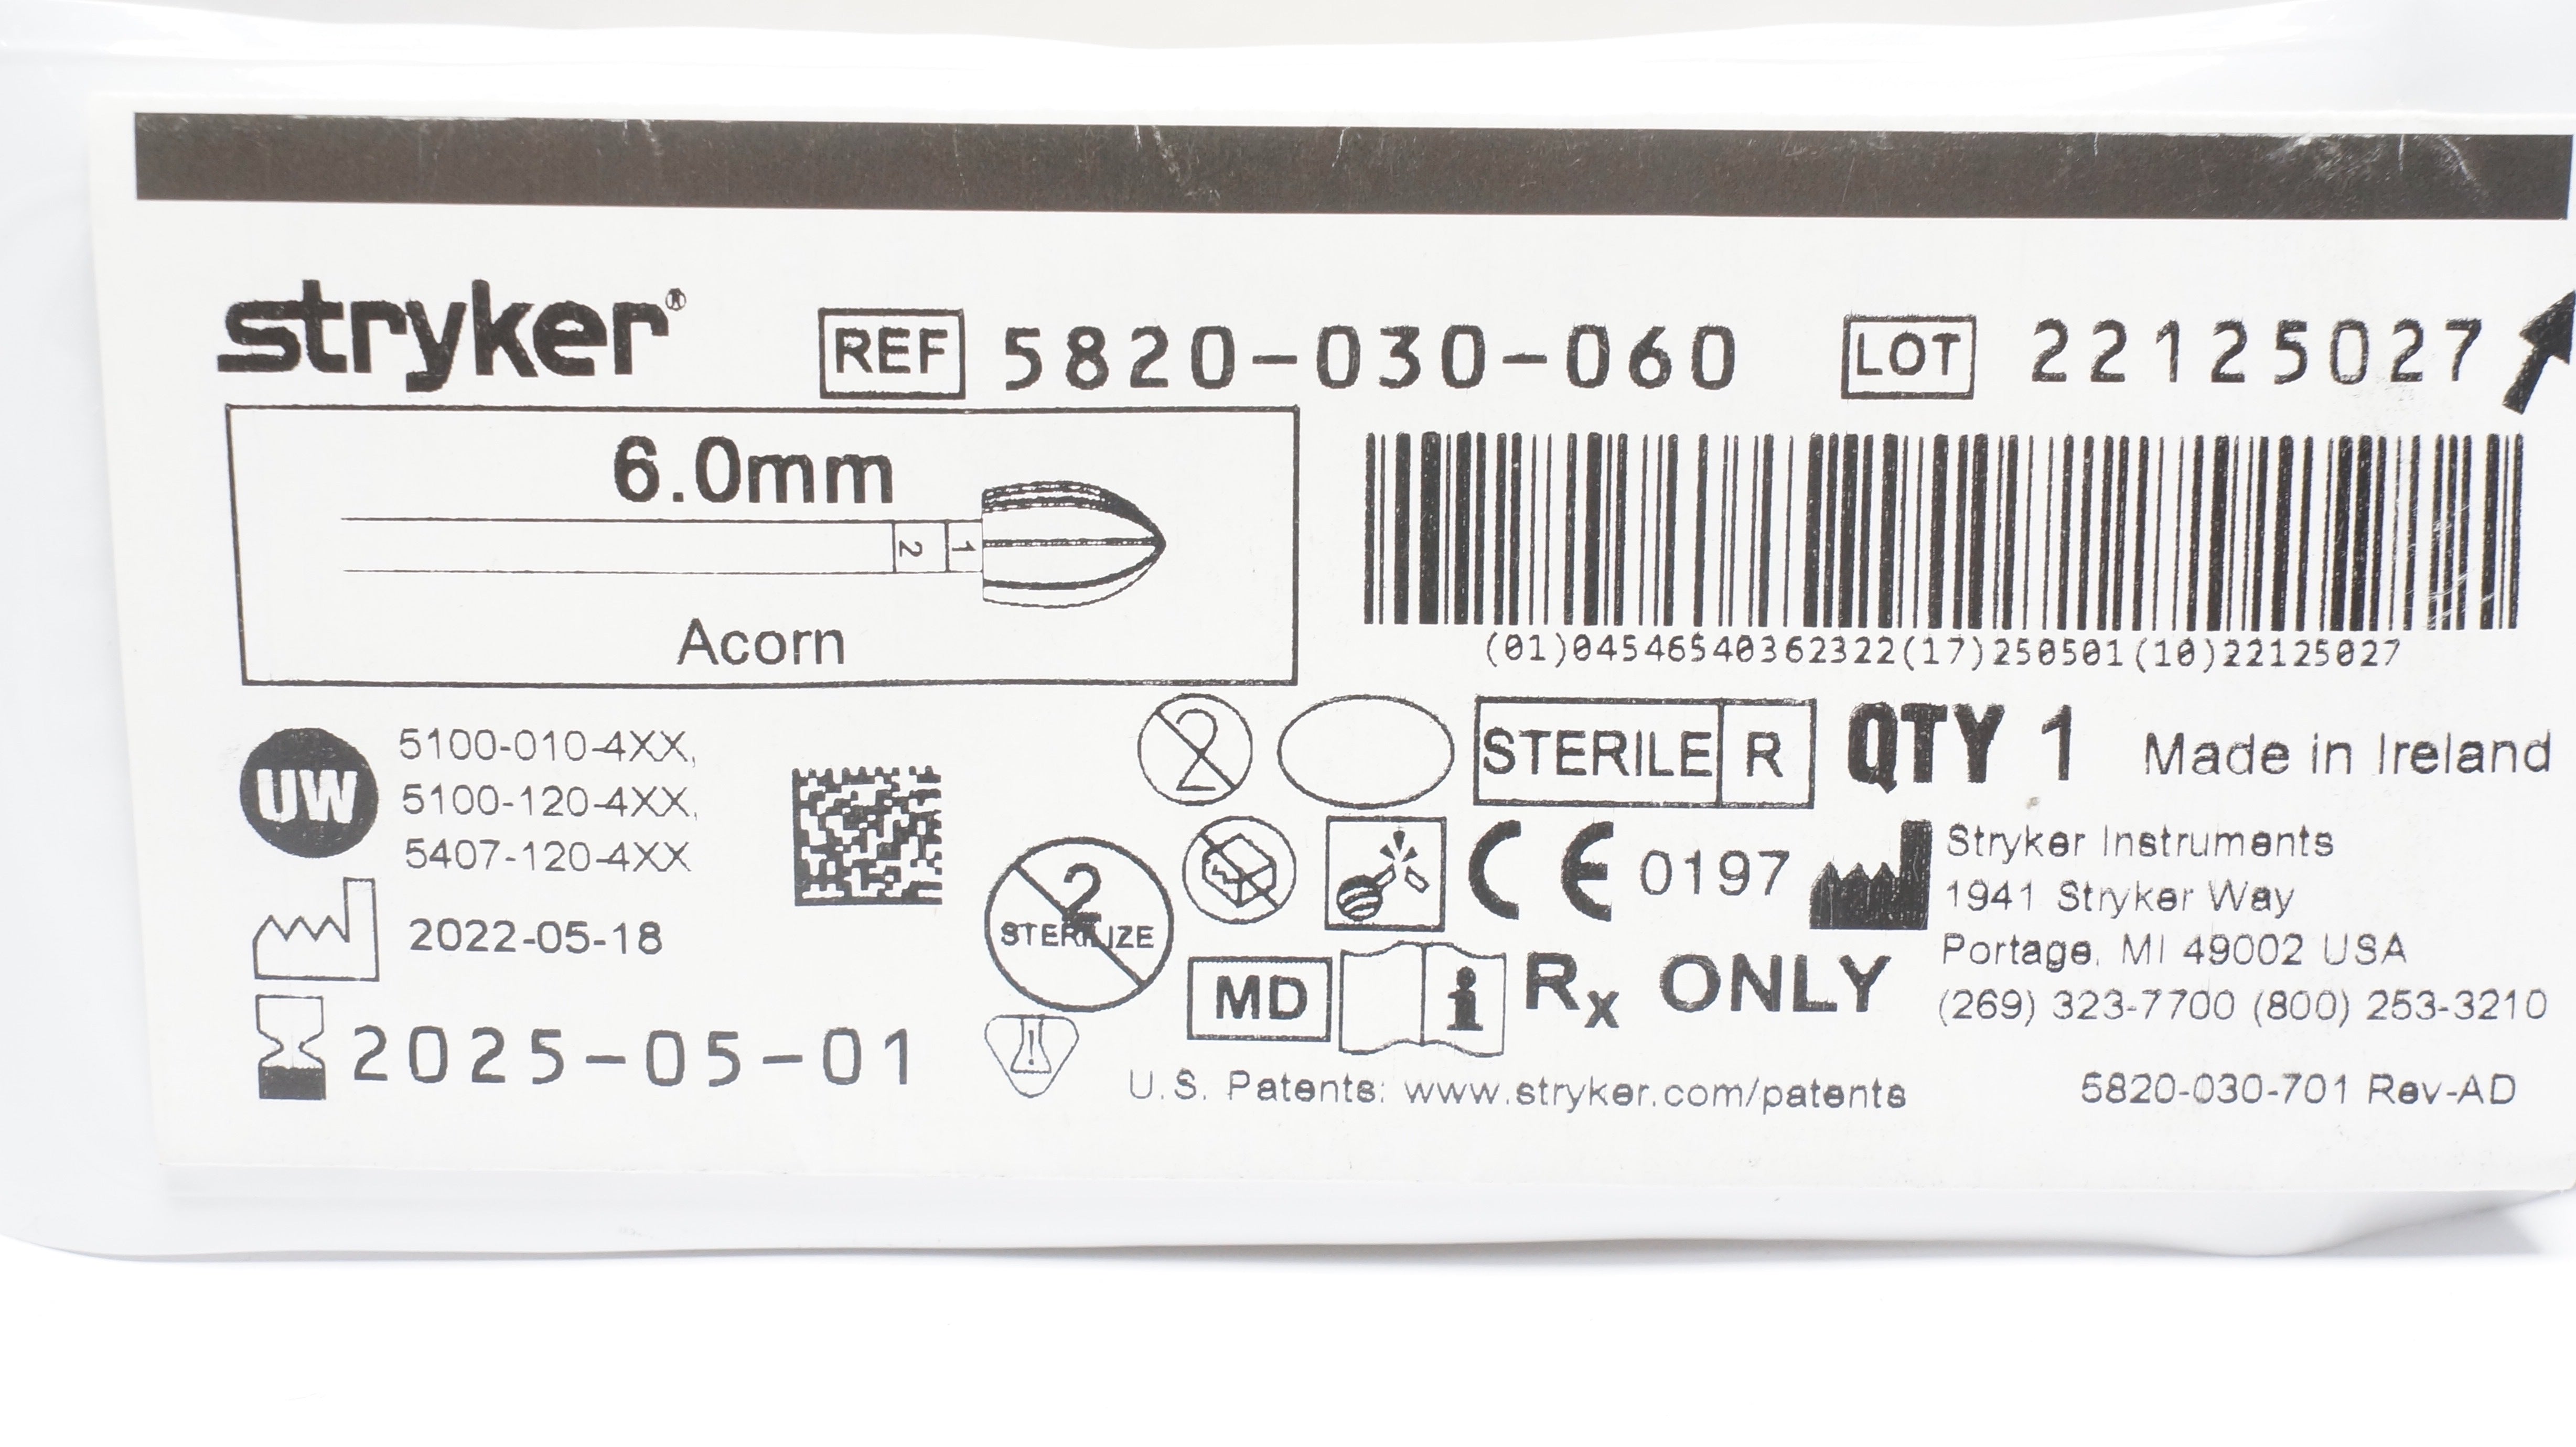 stryker®
REF 5820-030-060
LOT 22125027
6.0mm
2 1
Acorn
(01)04546540362322(17)250501(10)22125027
UW
5100-010-4XX,
5100-120-4XX,
5407-120-4XX
2022-05-18
2025-05-01
2
STERILE R
QTY 1
Made in Ireland
2
STERILIZE
CE 0197
Stryker Instruments
1941 Stryker Way
Portage, MI 49002 USA
(269) 323-7700 (800) 253-3210
MD
i
Rx ONLY
U.S. Patents: www.stryker.com/patents
5820-030-701 Rev-AD